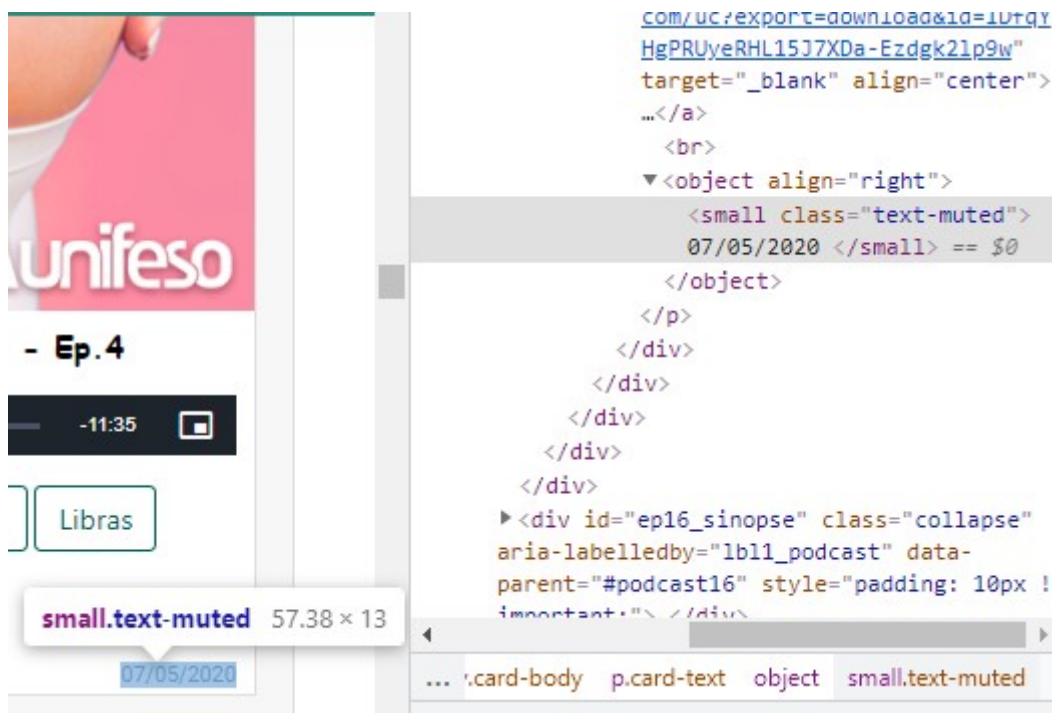 unifeso
- Ep.4
-11:35
Libras
small.text-muted 57.38 × 13
07/05/2020
com/uc?export=download&id=1DfqY
HgPRUyeRHL15J7XDa-Ezdgk2lp9w"
target="_blank" align="center">
…</a>
<br>
▼<object align="right">
<small class="text-muted">
07/05/2020 </small> == $0
</object>
</p>
</div>
</div>
</div>
</div>
</div>
▶<div id="ep16_sinopse" class="collapse"
aria-labelledby="lbl1_podcast" data-
parent="#podcast16" style="padding: 10px !
important;"> </div>
... .card-body p.card-text object small.text-muted